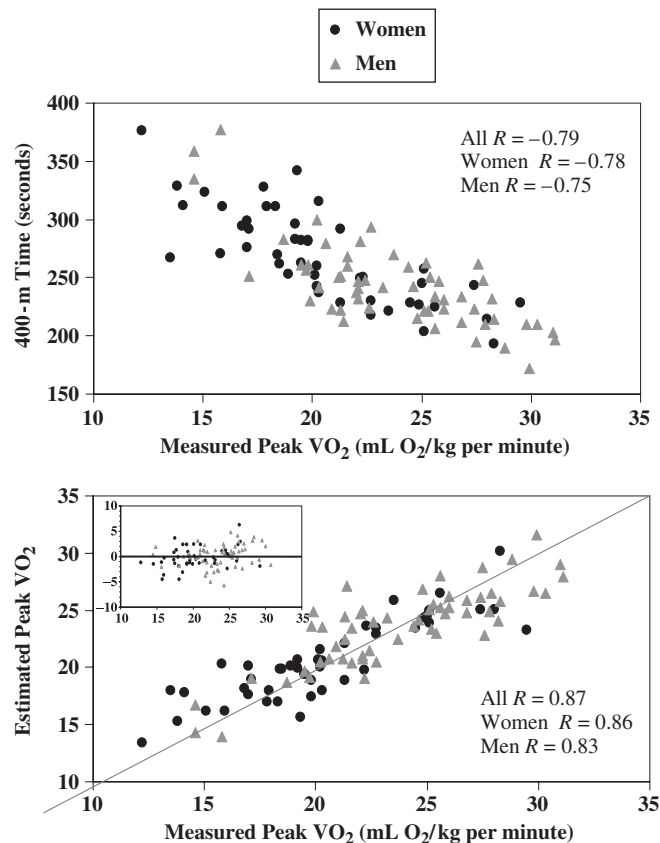 Women
Men
400
350
300
250
200
150
400-m Time (seconds)
All R = –0.79
Women R = –0.78
Men R = –0.75
10 15 20 25 30 35
Measured Peak VO2 (mL O2/kg per minute)
35
30
25
20
15
10
Estimated Peak VO2
10
5
0
–5
–10
10 15 20 25 30 35
All R = 0.87
Women R = 0.86
Men R = 0.83
10 15 20 25 30 35
Measured Peak VO2 (mL O2/kg per minute)